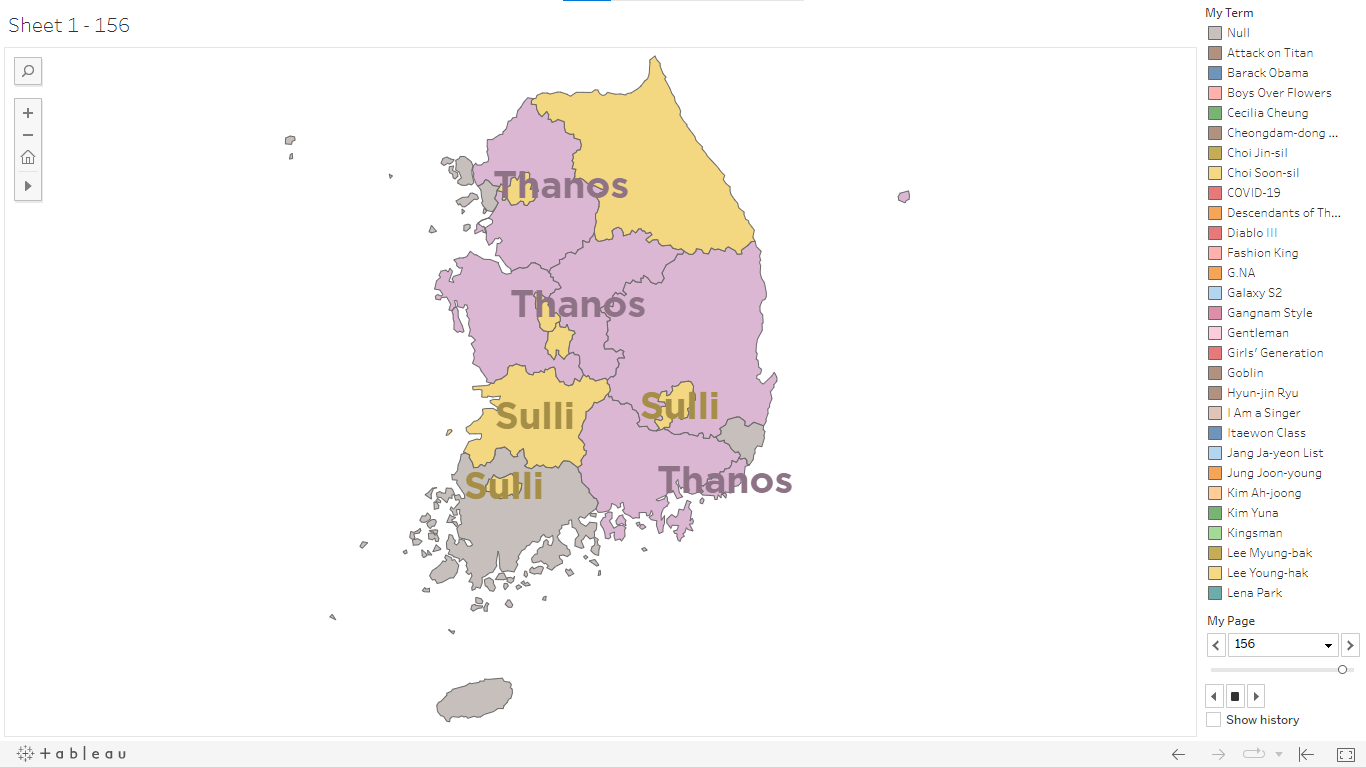 Sheet 1 - 156
Thanos
Thanos
Sulli
Sulli
Sulli
Thanos
My Term
Null
Attack on Titan
Barack Obama
Boys Over Flowers
Cecilia Cheung
Cheongdam-dong ...
Choi Jin-sil
Choi Soon-sil
COVID-19
Descendants of Th...
Diablo III
Fashion King
G.NA
Galaxy S2
Gangnam Style
Gentleman
Girls' Generation
Goblin
Hyun-jin Ryu
I Am a Singer
Itaewon Class
Jang Ja-yeon List
Jung Joon-young
Kim Ah-joong
Kim Yuna
Kingsman
Lee Myung-bak
Lee Young-hak
Lena Park
My Page
156
Show history
+ a b | e a u